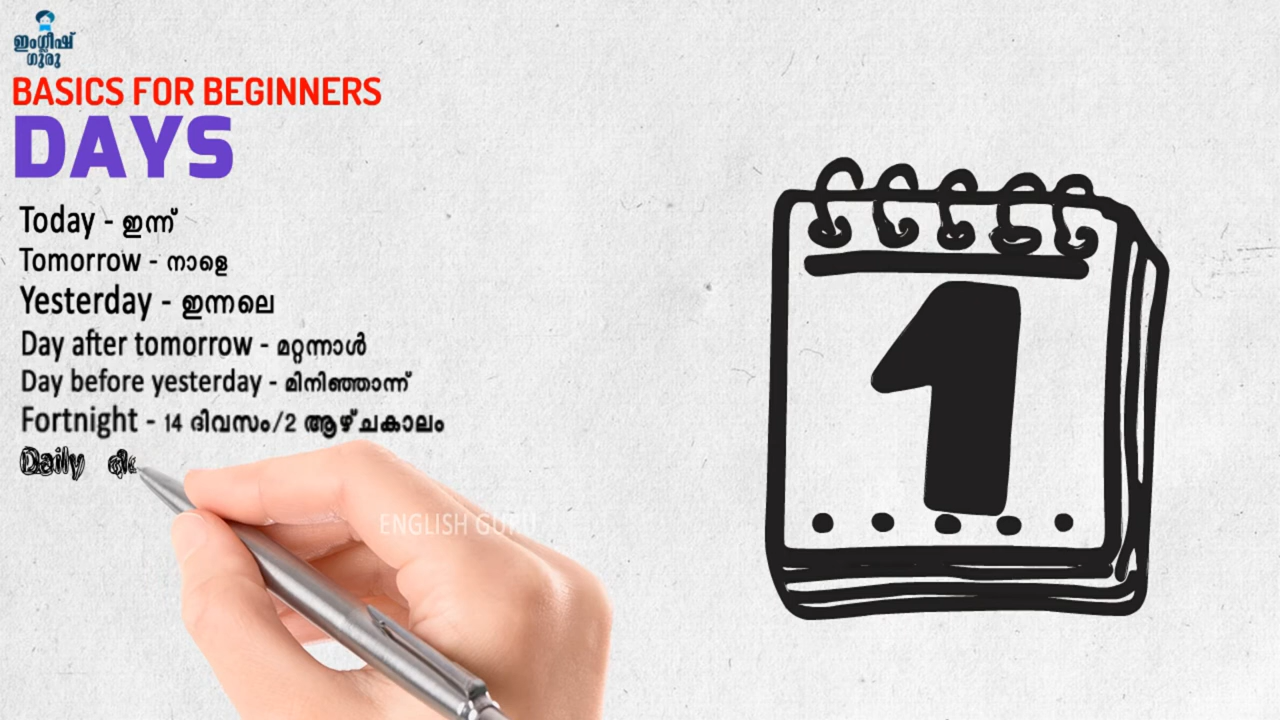 ഇംഗ്ലീഷ്
ഗുരു
BASICS FOR BEGINNERS
DAYS
Today - ഇന്ന്
Tomorrow - നാളെ
Yesterday - ഇന്നലെ
Day after tomorrow - മറ്റന്നാൾ
Day before yesterday - മിനിഞ്ഞാന്ന്
Fortnight - 14 ദിവസം/2 ആഴ്ചകാലം
Daily
ENGLISH GURU
1